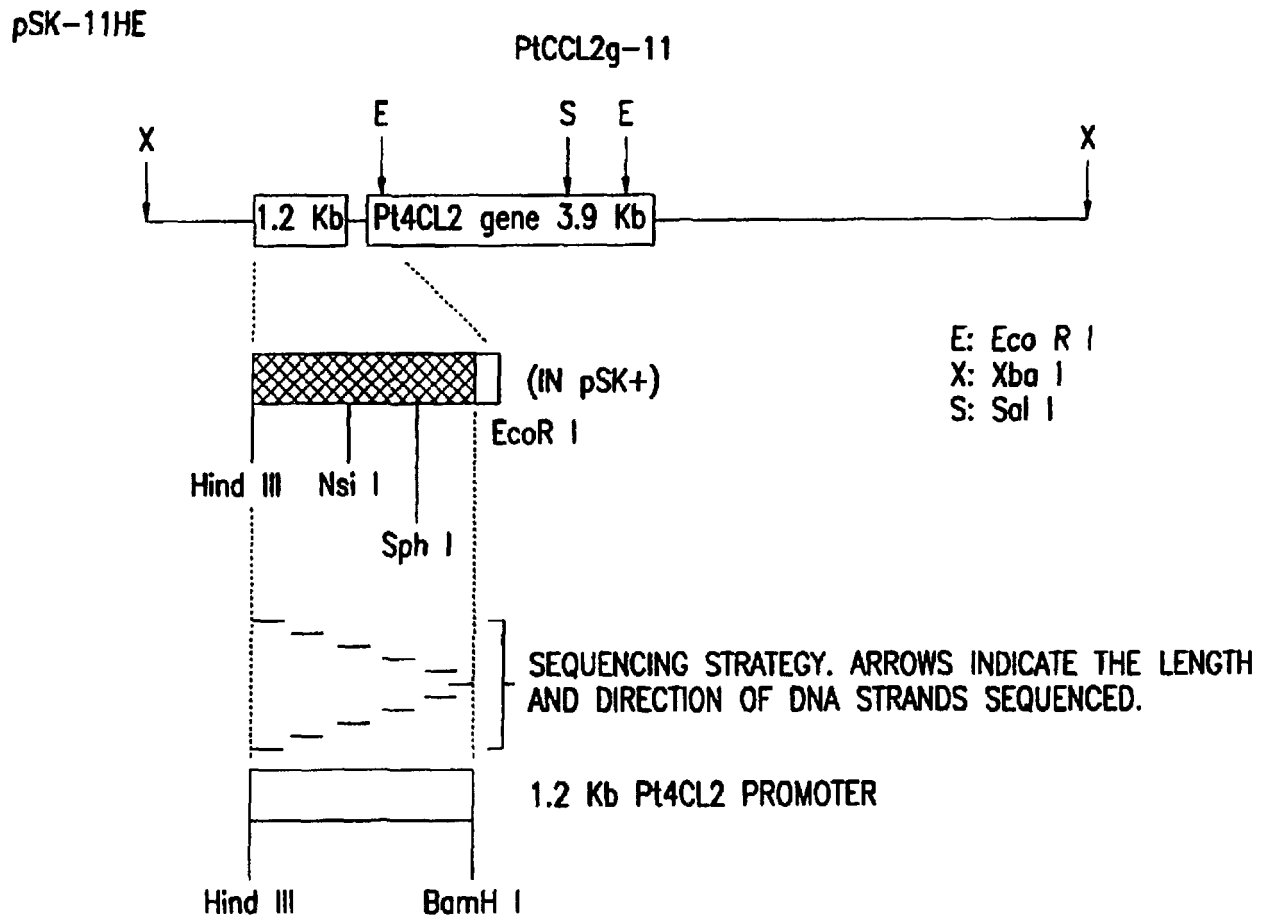 pSK-11HE
PtCCL2g-11
E S E
X X
1.2 Kb Pt4CL2 gene 3.9 Kb
E: Eco R I
X: Xba I
S: Sal I
(IN pSK+)
EcoR I
Hind III Nsi I
Sph I
SEQUENCING STRATEGY. ARROWS INDICATE THE LENGTH
AND DIRECTION OF DNA STRANDS SEQUENCED.
1.2 Kb Pt4CL2 PROMOTER
Hind III BamH I